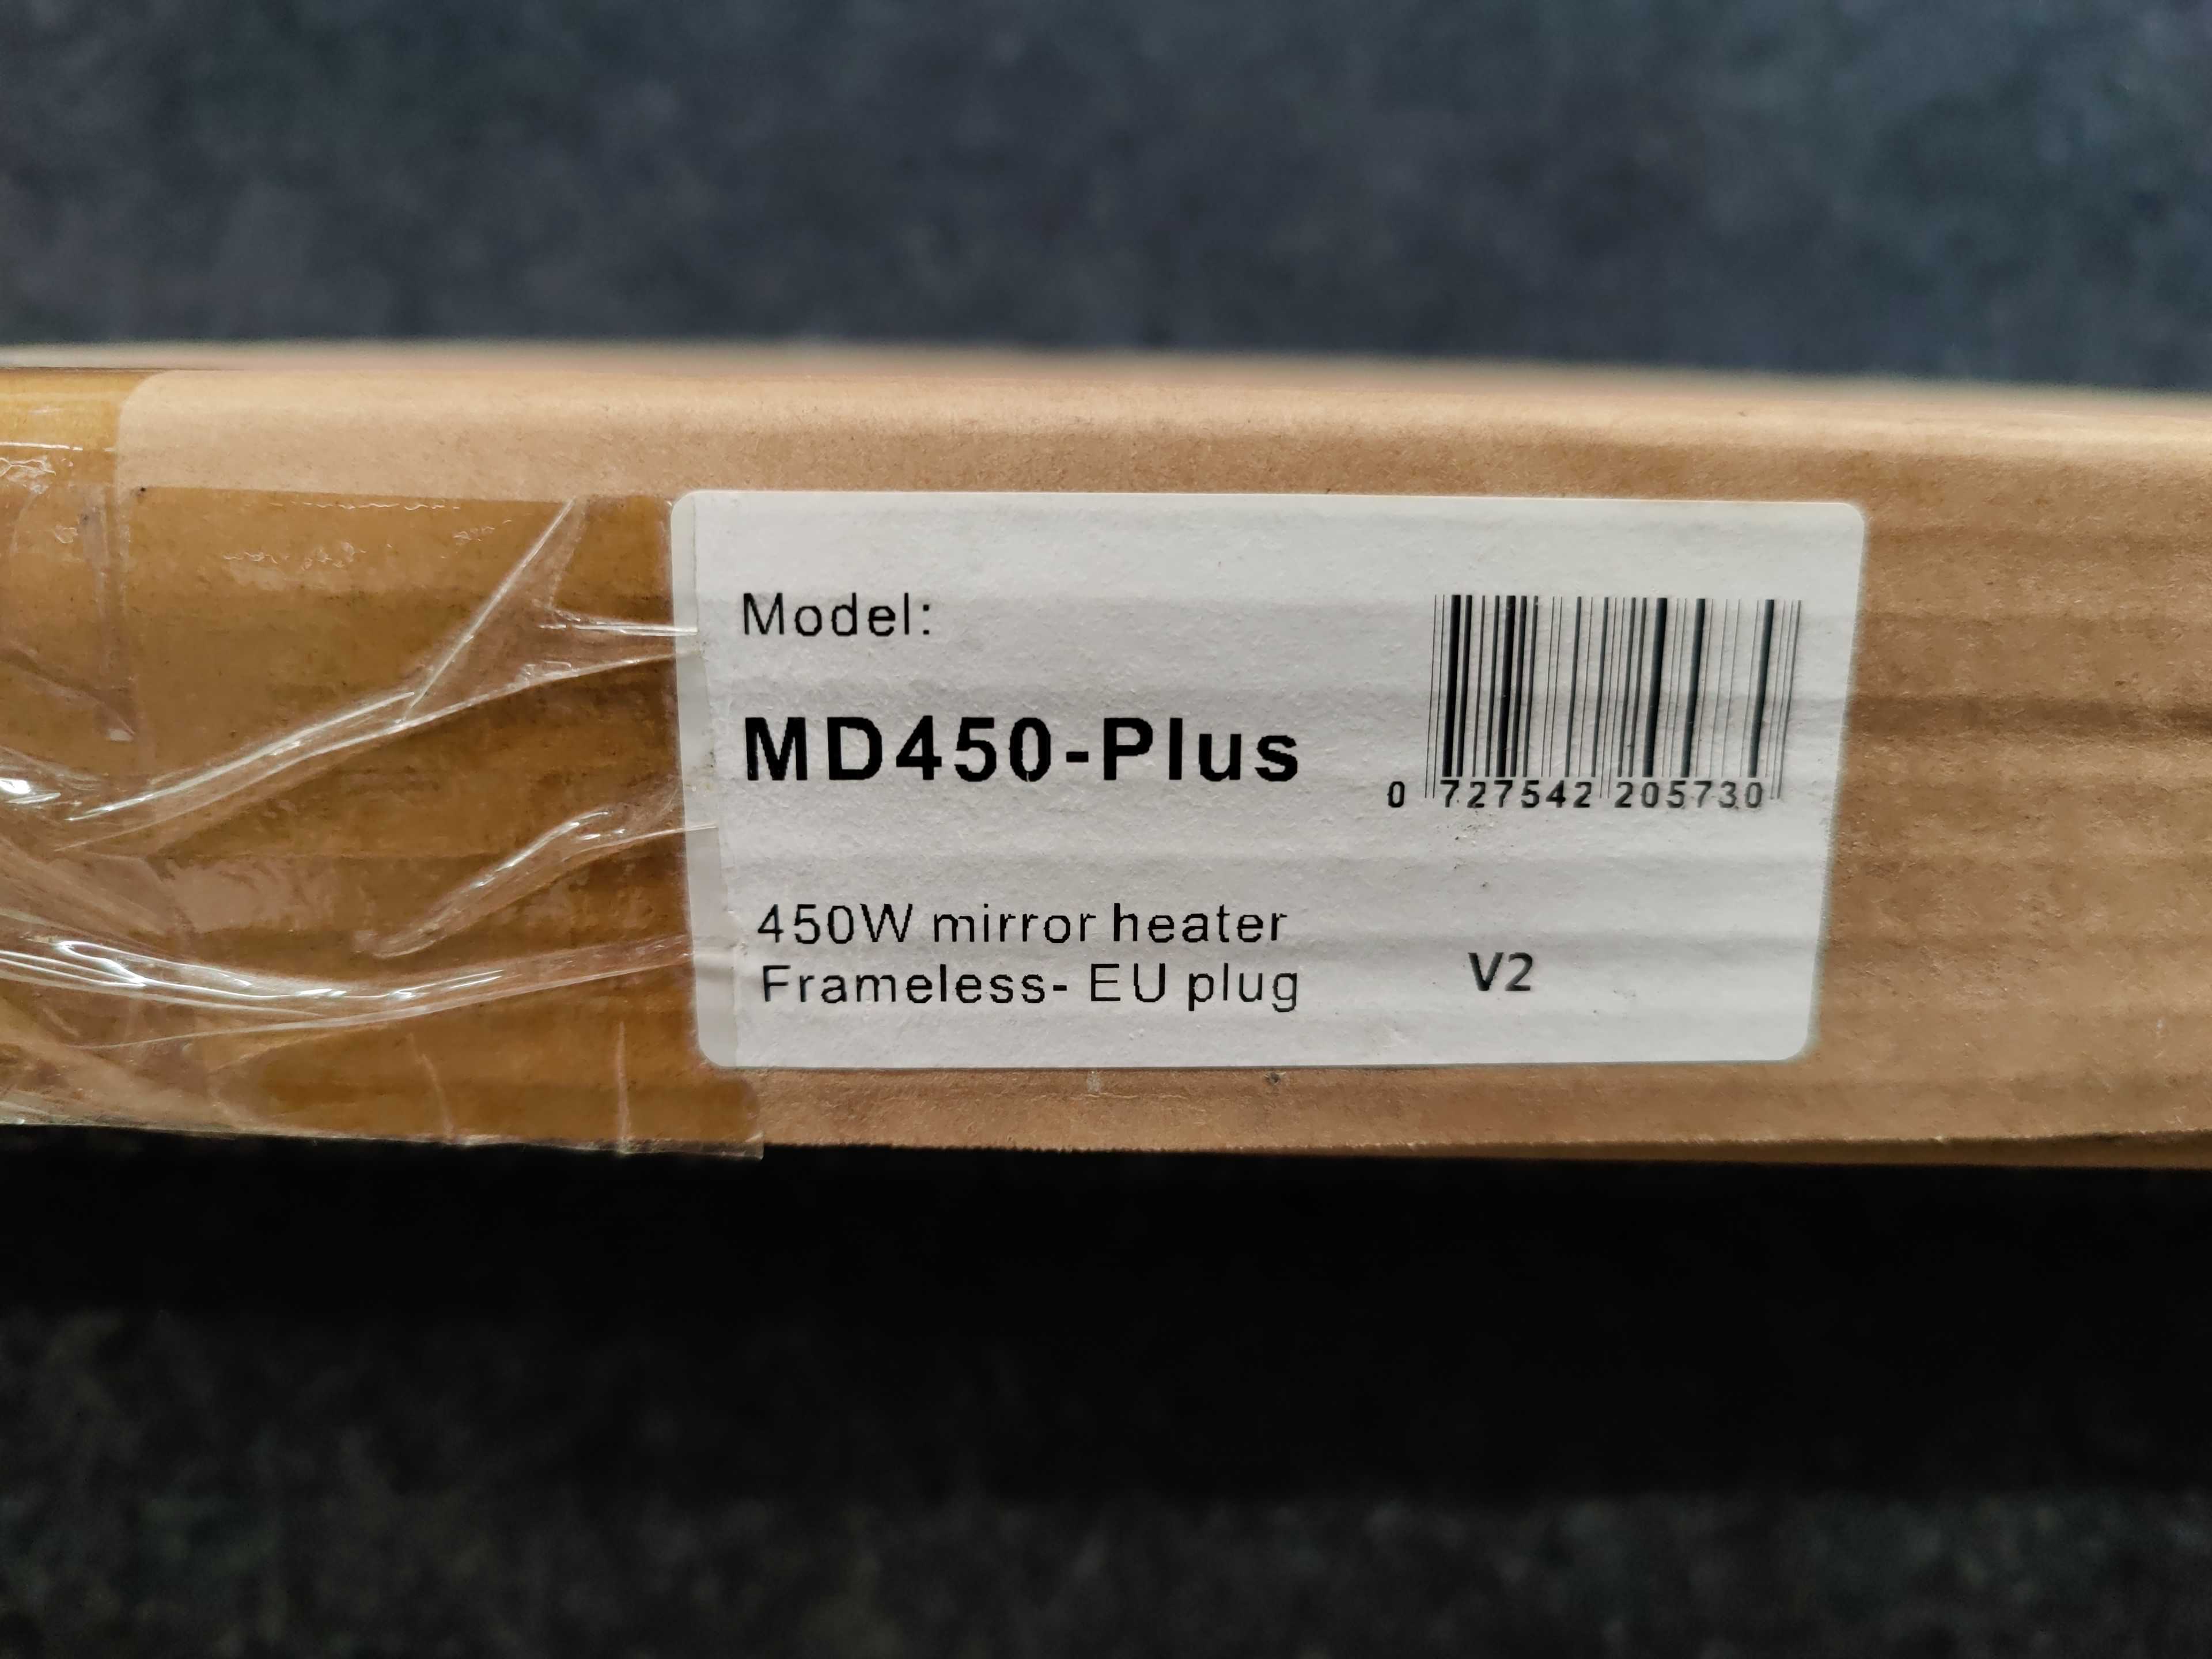 Model:
MD450-Plus
0 727542 205730
450W mirror heater
Frameless- EU plug
V2